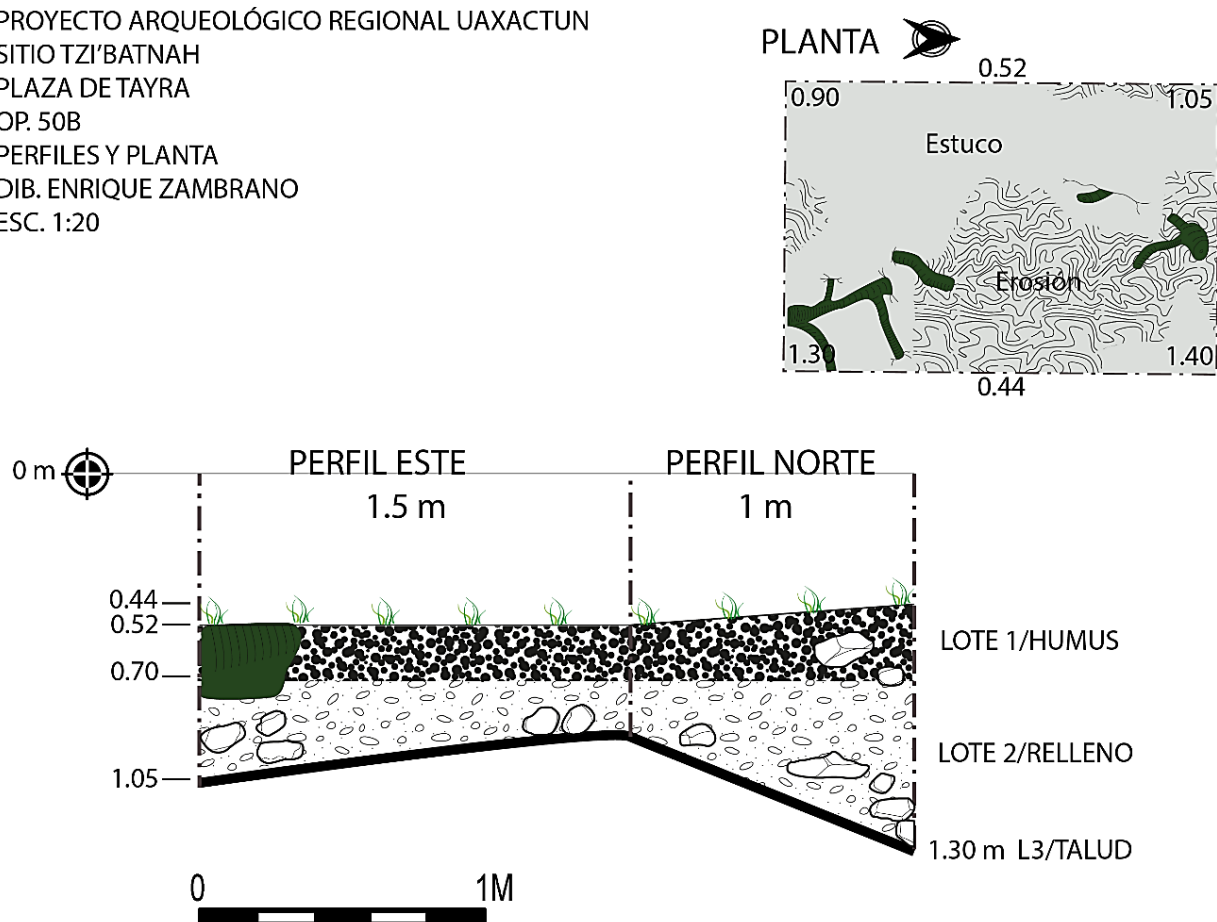 PROYECTO ARQUEOLÓGICO REGIONAL UAXACTUN
SITIO TZI'BATNAH
PLAZA DE TAYRA
OP. 50B
PERFILES Y PLANTA
DIB. ENRIQUE ZAMBRANO
ESC. 1:20
PLANTA
0.52
0.90
1.05
Estuco
Erosión
1.30
1.40
0.44
0 m
PERFIL ESTE
PERFIL NORTE
1.5 m
1 m
0.44
0.52
0.70
1.05
LOTE 1/HUMUS
LOTE 2/RELLENO
1.30 m L3/TALUD
0
1M